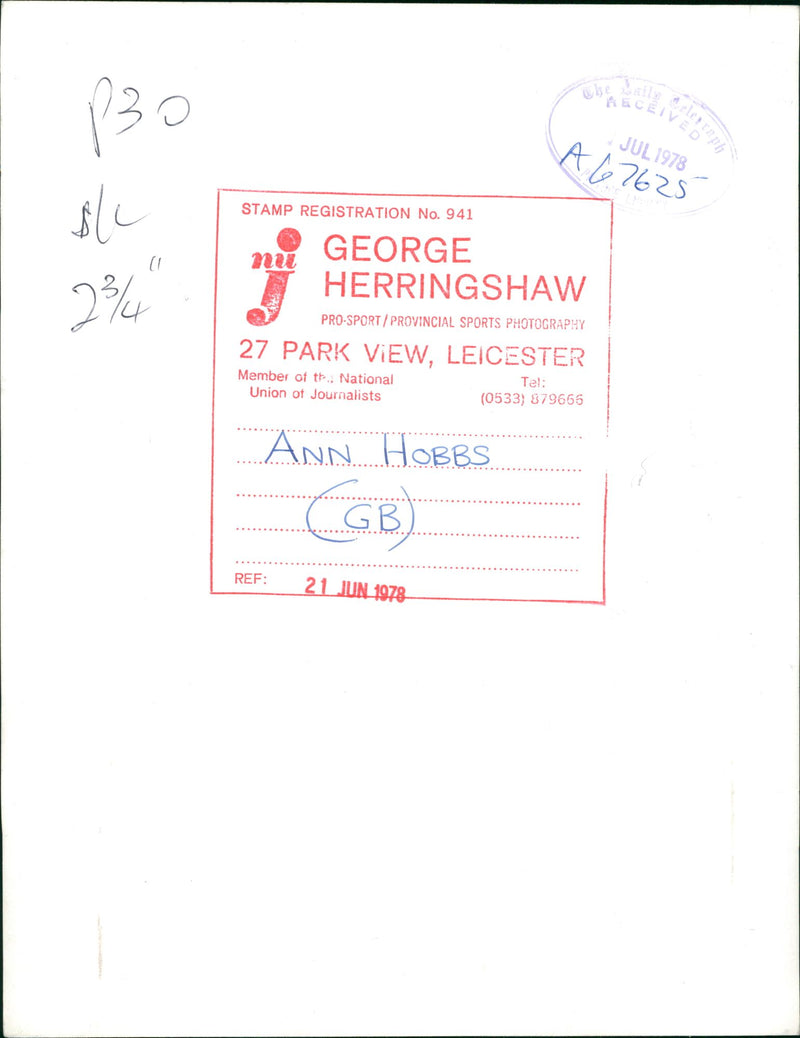 P30
s/c
2 3/4"
The Daily Telegraph
RECEIVED
JUL 1978
A67625
STAMP REGISTRATION No. 941
nuj
GEORGE
HERRINGSHAW
PRO-SPORT/PROVINCIAL SPORTS PHOTOGRAPHY
27 PARK VIEW, LEICESTER
Member of the National
Union of Journalists
Tel:
(0533) 879666
ANN HOBBS
(GB)
REF: 21 JUN 1978